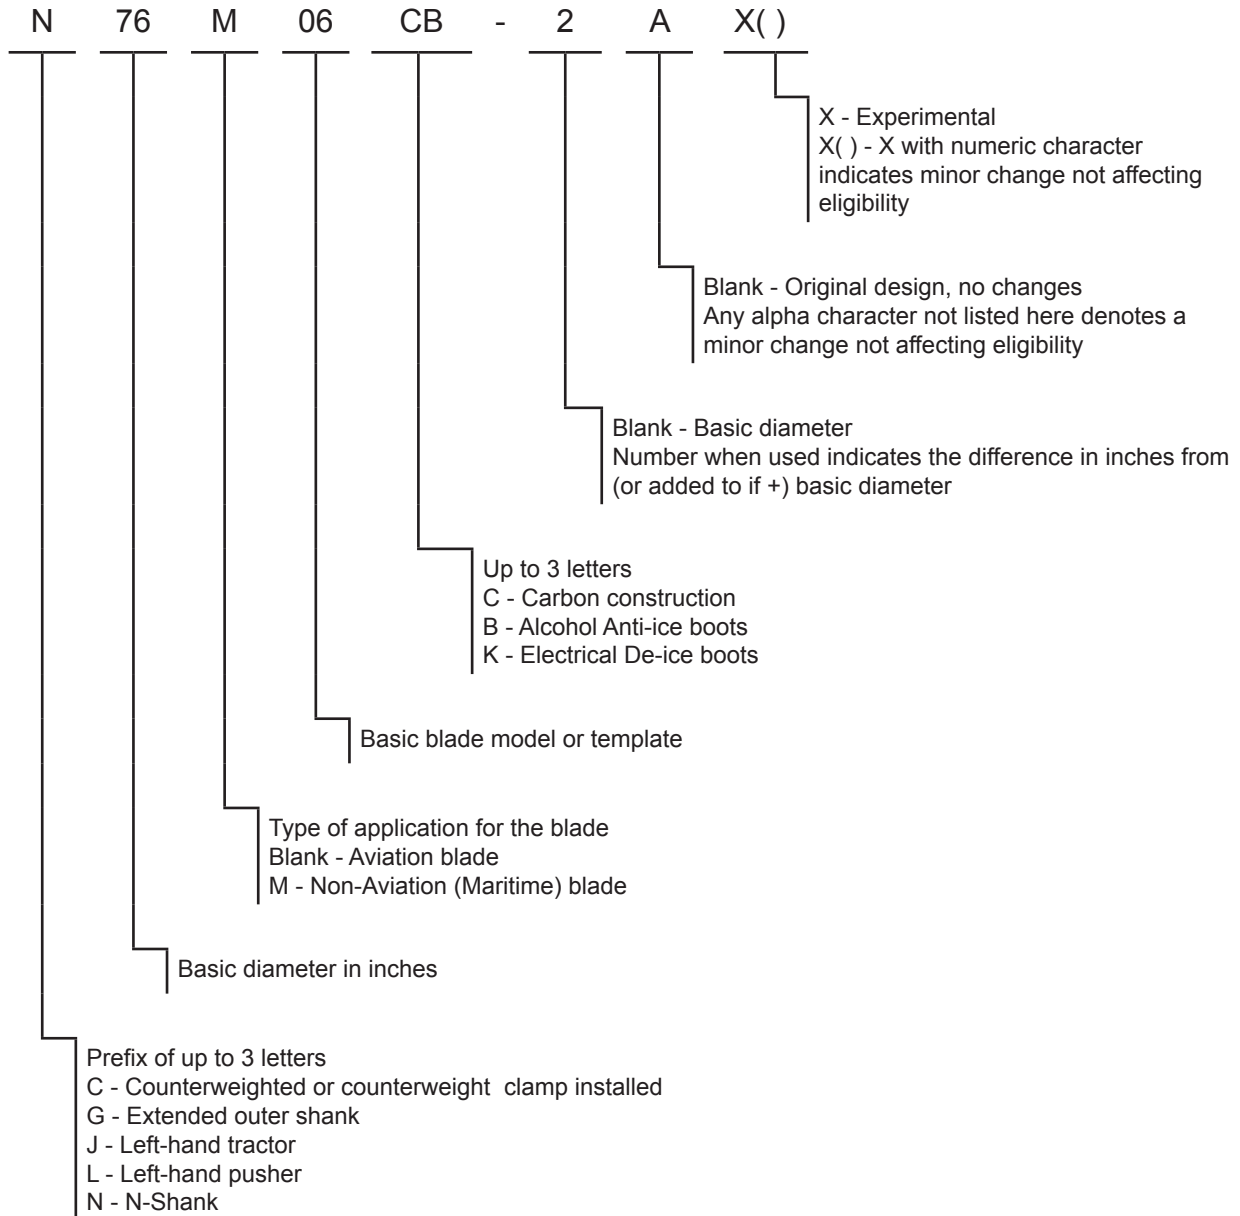 N 76 M 06 CB - 2 A X( )
X - Experimental
X( ) - X with numeric character
indicates minor change not affecting
eligibility
Blank - Original design, no changes
Any alpha character not listed here denotes a
minor change not affecting eligibility
Blank - Basic diameter
Number when used indicates the difference in inches from
(or added to if +) basic diameter
Up to 3 letters
C - Carbon construction
B - Alcohol Anti-ice boots
K - Electrical De-ice boots
Basic blade model or template
Type of application for the blade
Blank - Aviation blade
M - Non-Aviation (Maritime) blade
Basic diameter in inches
Prefix of up to 3 letters
C - Counterweighted or counterweight clamp installed
G - Extended outer shank
J - Left-hand tractor
L - Left-hand pusher
N - N-Shank